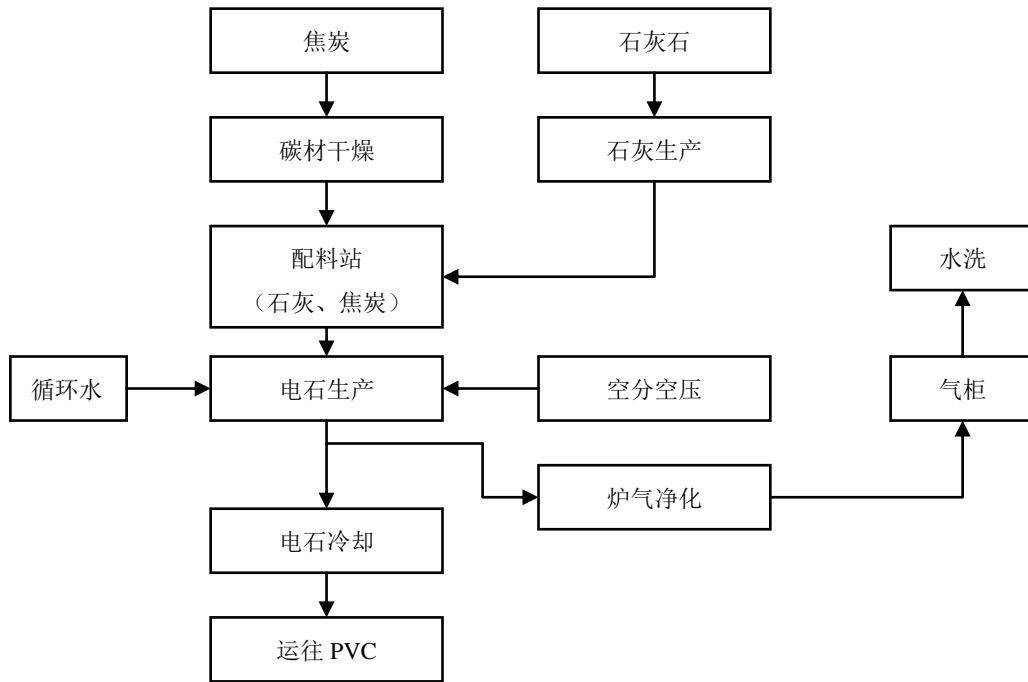 焦炭
石灰石
碳材干燥
石灰生产
配料站
（石灰、焦炭）
水洗
循环水
电石生产
空分空压
气柜
炉气净化
电石冷却
运往 PVC